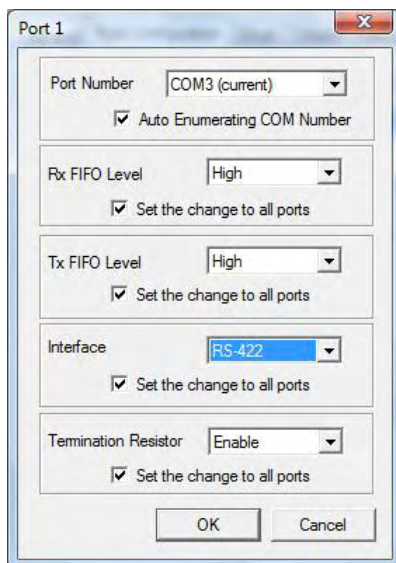 Port 1
Port Number COM3 (current)
Auto Enumerating COM Number
Rx FIFO Level High
Set the change to all ports
Tx FIFO Level High
Set the change to all ports
Interface RS-422
Set the change to all ports
Termination Resistor Enable
Set the change to all ports
OK Cancel